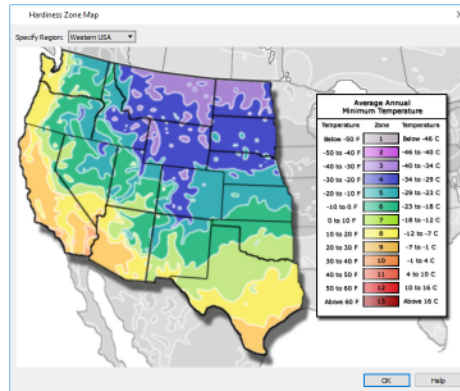 Hardiness Zone Map
X
Specify Region: Western USA
Average Annual
Minimum Temperature
Temperature Zone Temperature
Below -50 F 1 Below -46 C
-50 to -40 F 2 -46 to -40 C
-40 to -30 F 3 -40 to -34 C
-30 to -20 F 4 -34 to -29 C
-20 to -10 F 5 -29 to -23 C
-10 to 0 F 6 -23 to -18 C
0 to 10 F 7 -18 to -12 C
10 to 20 F 8 -12 to -7 C
20 to 30 F 9 -7 to -1 C
30 to 40 F 10 -1 to 4 C
40 to 50 F 11 4 to 10 C
50 to 60 F 12 10 to 16 C
Above 60 F 13 Above 16 C
OK Help